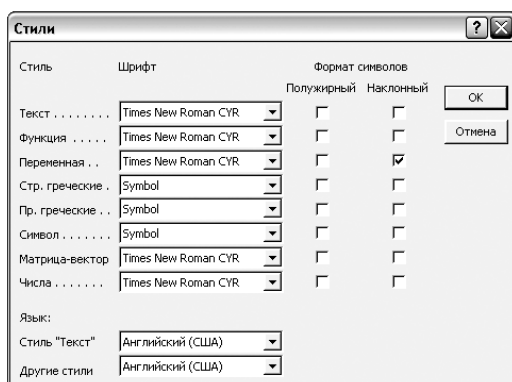 Стили
Стиль Шрифт Формат символов
Полужирный Наклонный
Текст . . . . . . . . Times New Roman CYR
OK
Функция . . . . . Times New Roman CYR
Отмена
Переменная . . Times New Roman CYR
Стр. греческие . Symbol
Пр. греческие . . Symbol
Символ . . . . . . . Symbol
Матрица-вектор Times New Roman CYR
Числа . . . . . . . Times New Roman CYR
Язык:
Стиль "Текст" Английский (США)
Другие стили Английский (США)